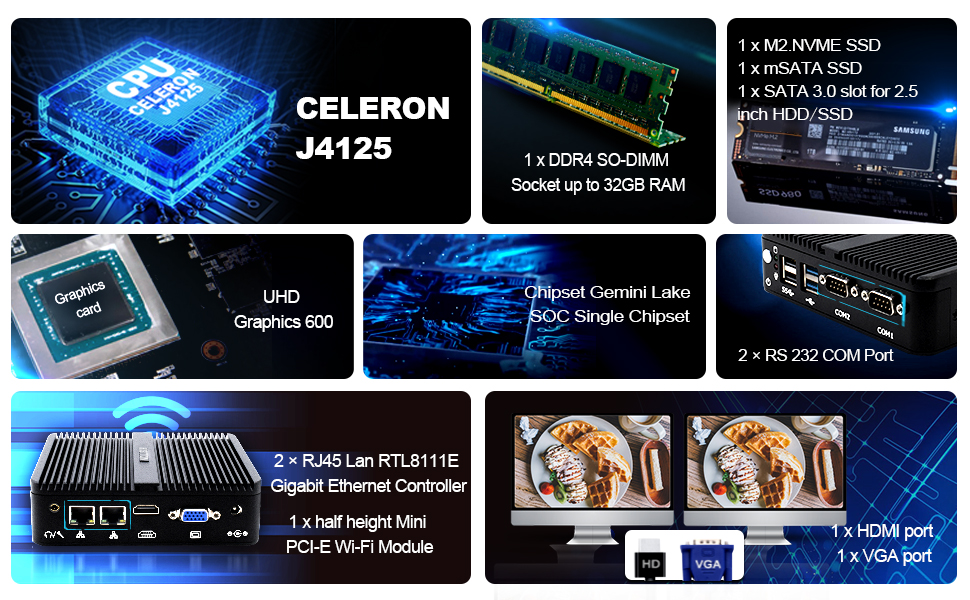 CPU
CELERON
J4125
CELERON
J4125
1 x DDR4 SO-DIMM
Socket up to 32GB RAM
1 x M2.NVME SSD
1 x mSATA SSD
1 x SATA 3.0 slot for 2.5
inch HDD/SSD
SAMSUNG
NVMe M.2
Graphics
card
UHD
Graphics 600
Chipset Gemini Lake
SOC Single Chipset
COM2
COM1
2 × RS 232 COM Port
2 × RJ45 Lan RTL8111E
Gigabit Ethernet Controller
1 x half height Mini
PCI-E Wi-Fi Module
HD
VGA
1 x HDMI port
1 x VGA port